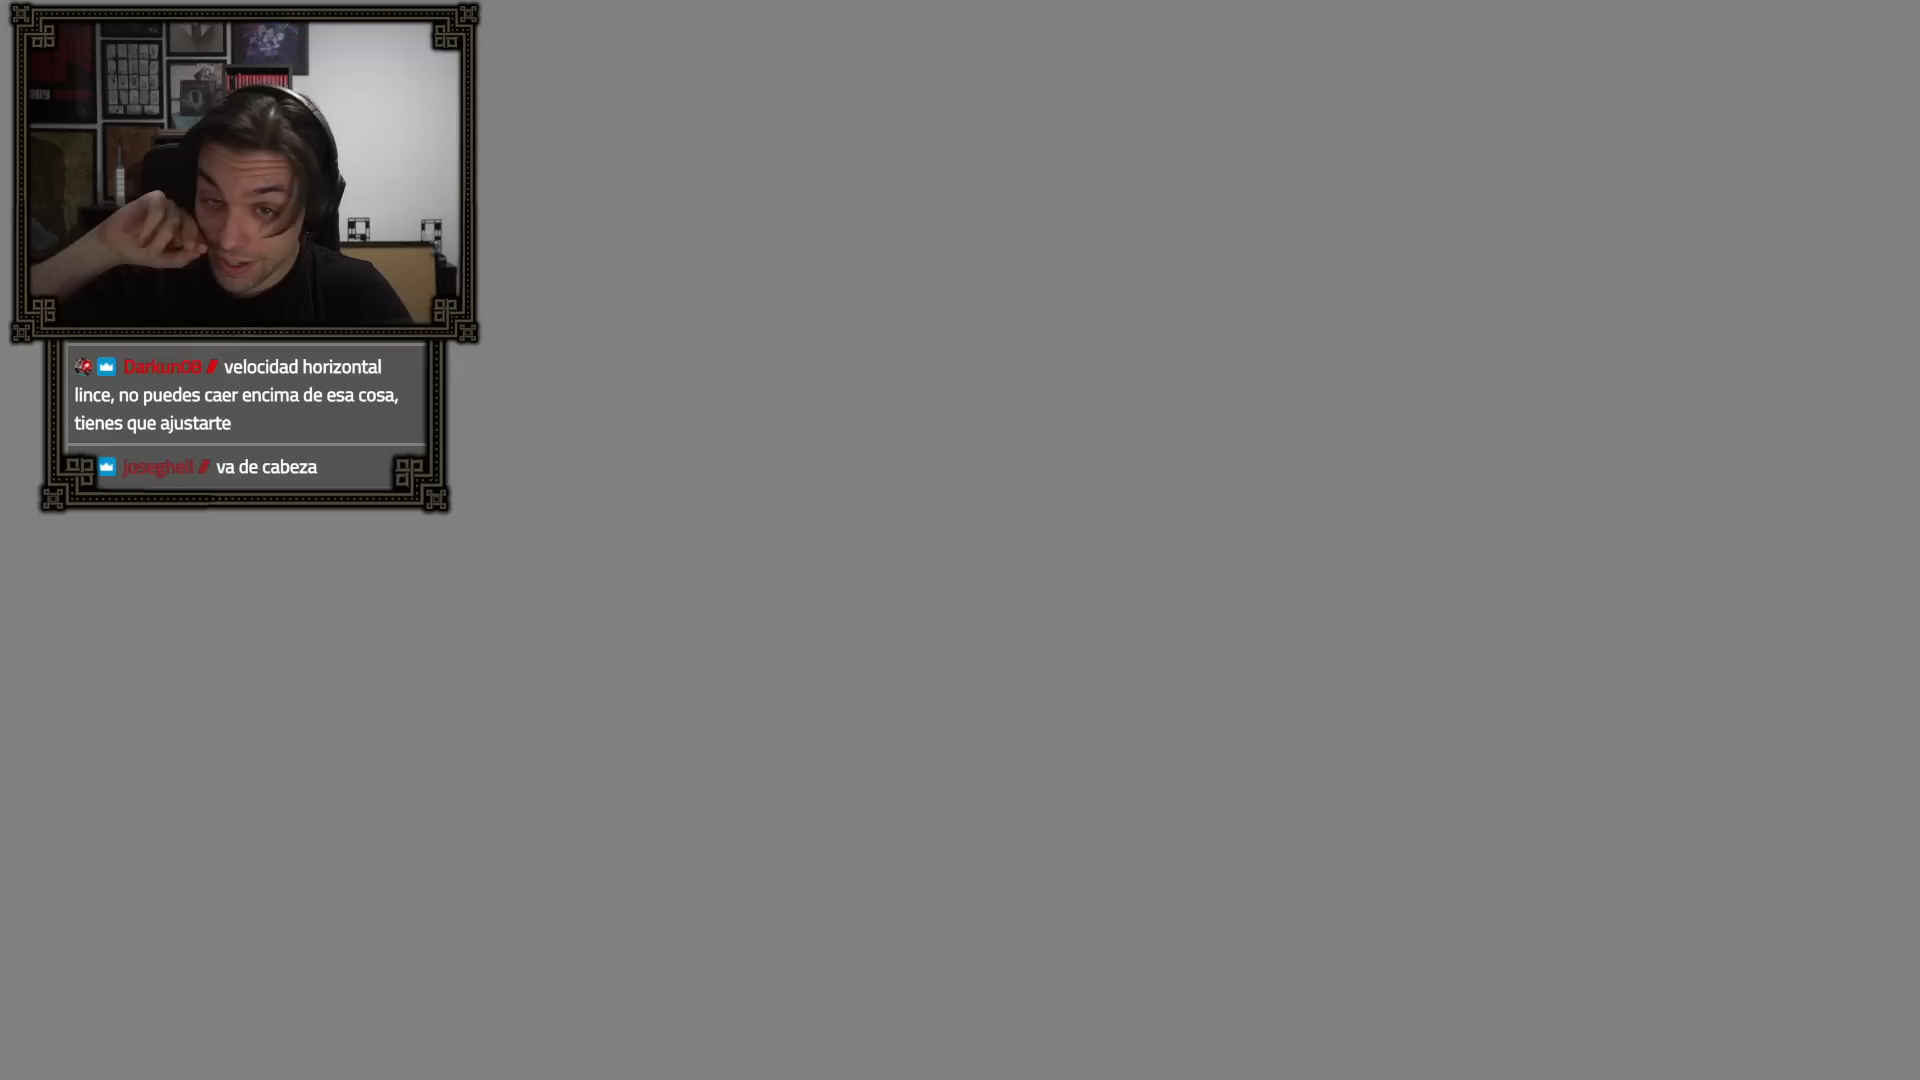 Darkun00 // velocidad horizontal
lince, no puedes caer encima de esa cosa,
tienes que ajustarte
joseghell // va de cabeza